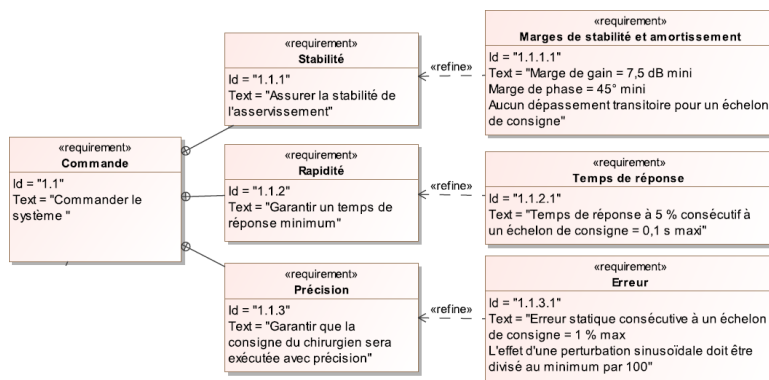 «requirement»
Commande
Id = "1.1"
Text = "Commander le
système "
«requirement»
Stabilité
Id = "1.1.1"
Text = "Assurer la stabilité de
l'asservissement"
«refine»
«requirement»
Marges de stabilité et amortissement
Id = "1.1.1.1"
Text = "Marge de gain = 7,5 dB mini
Marge de phase = 45° mini
Aucun dépassement transitoire pour un échelon
de consigne"
«requirement»
Rapidité
Id = "1.1.2"
Text = "Garantir un temps de
réponse minimum"
«refine»
«requirement»
Temps de réponse
Id = "1.1.2.1"
Text = "Temps de réponse à 5 % consécutif à
un échelon de consigne = 0,1 s maxi"
«requirement»
Précision
Id = "1.1.3"
Text = "Garantir que la
consigne du chirurgien sera
exécutée avec précision"
«refine»
«requirement»
Erreur
Id = "1.1.3.1"
Text = "Erreur statique consécutive à un échelon
de consigne = 1 % max
L'effet d'une perturbation sinusoïdale doit être
divisé au minimum par 100"